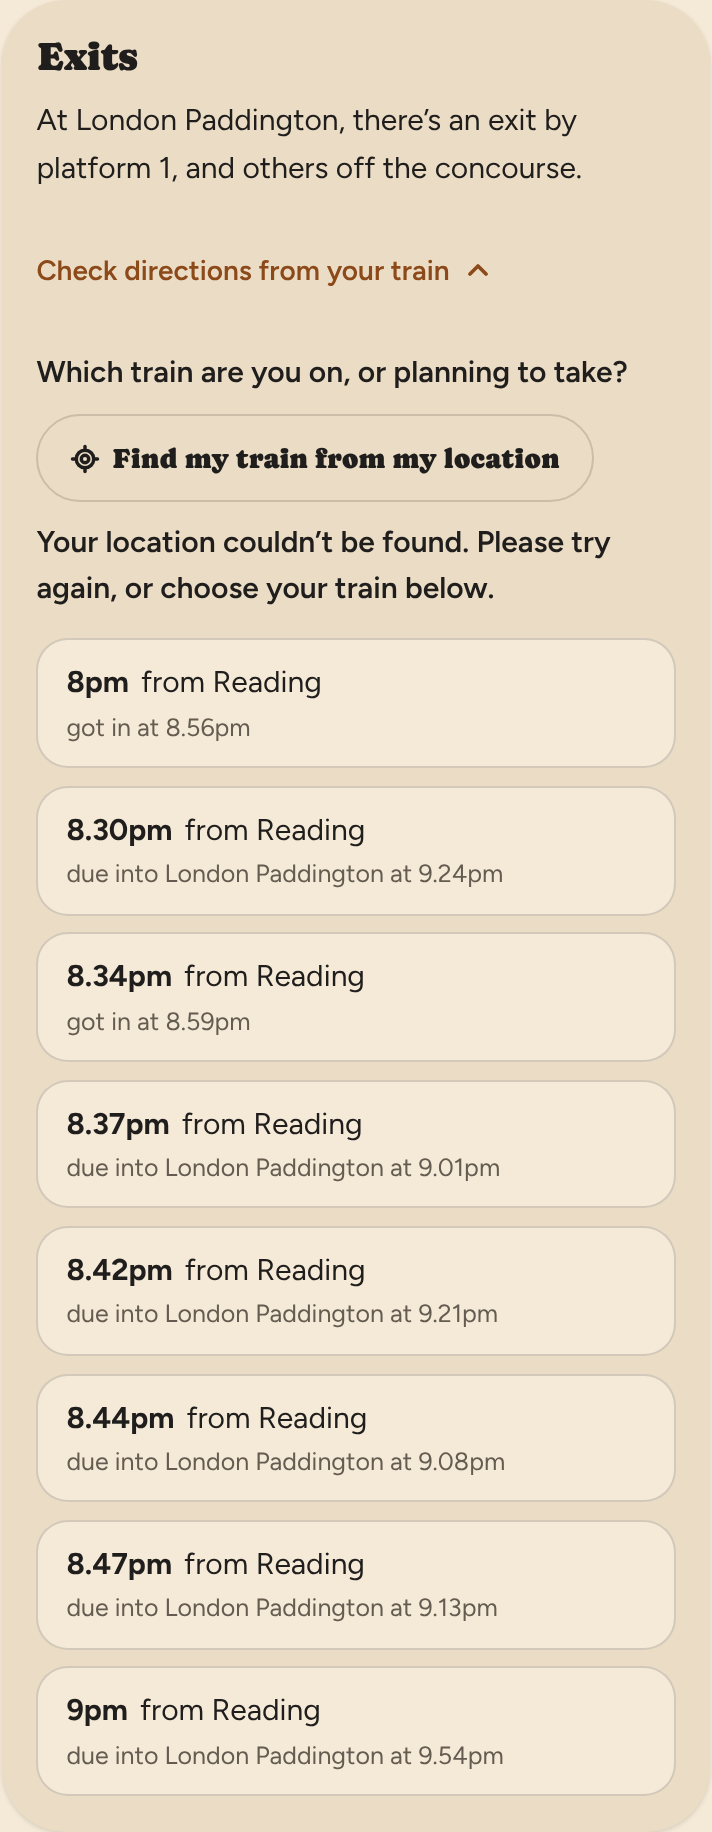 Exits
At London Paddington, there’s an exit by
platform 1, and others off the concourse.
Check directions from your train
Which train are you on, or planning to take?
Find my train from my location
Your location couldn’t be found. Please try
again, or choose your train below.
8pm from Reading
got in at 8.56pm
8.30pm from Reading
due into London Paddington at 9.24pm
8.34pm from Reading
got in at 8.59pm
8.37pm from Reading
due into London Paddington at 9.01pm
8.42pm from Reading
due into London Paddington at 9.21pm
8.44pm from Reading
due into London Paddington at 9.08pm
8.47pm from Reading
due into London Paddington at 9.13pm
9pm from Reading
due into London Paddington at 9.54pm